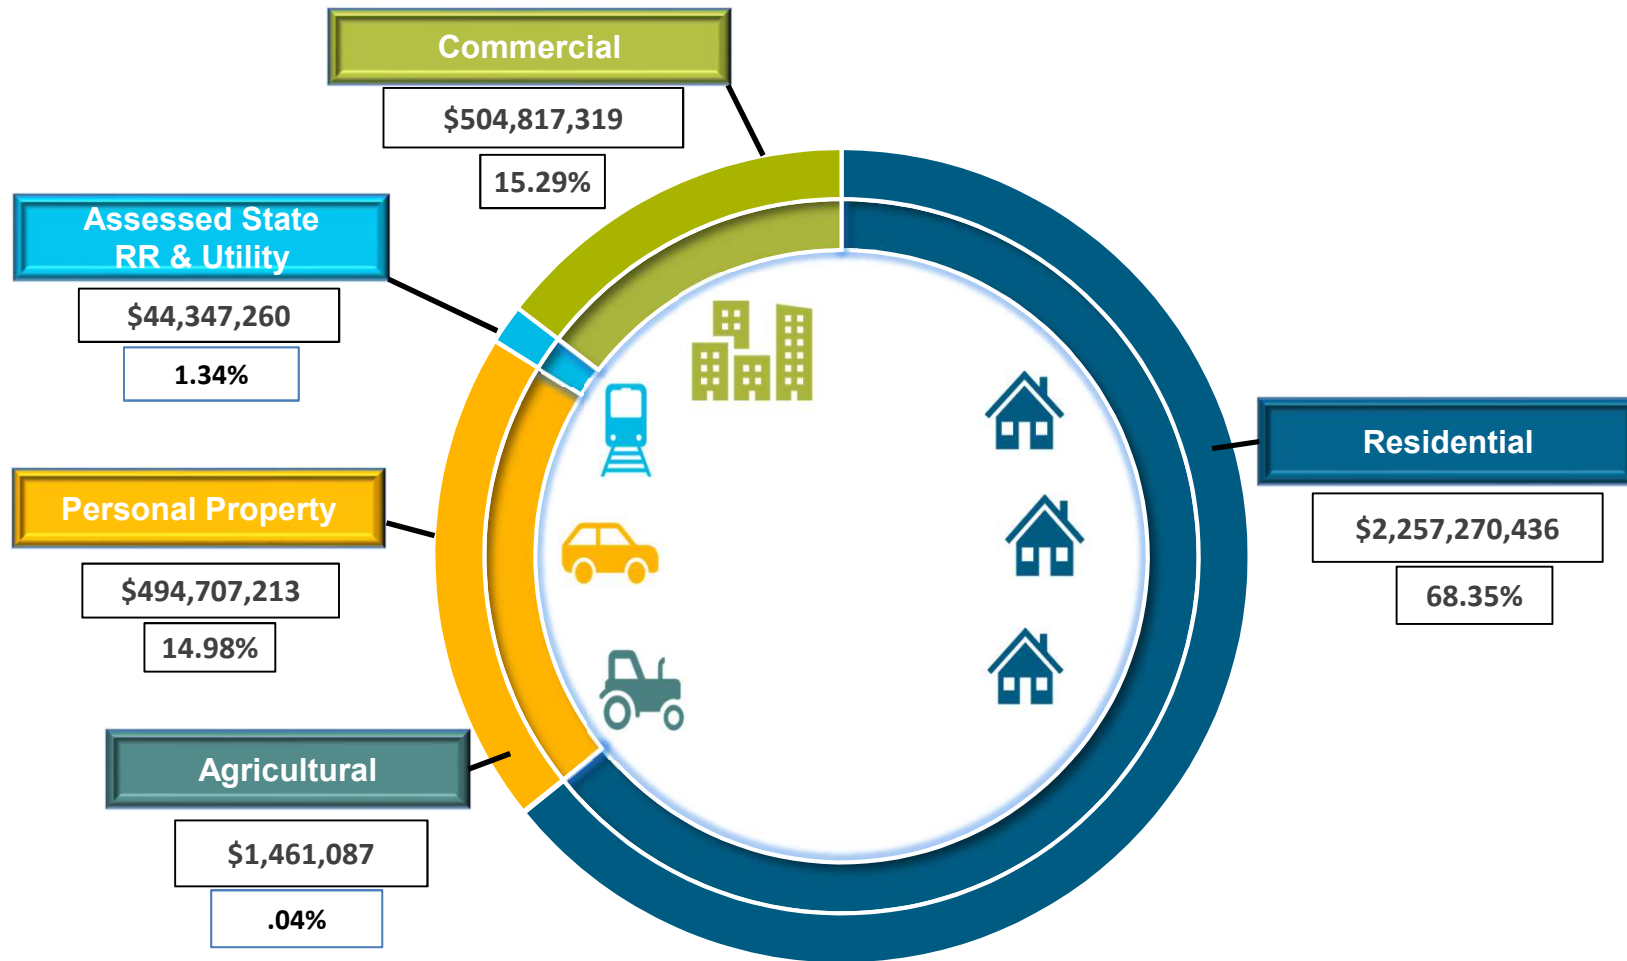 Commercial
$504,817,319
15.29%
Assessed State
RR & Utility
$44,347,260
1.34%
Personal Property
$494,707,213
14.98%
Agricultural
$1,461,087
.04%
Residential
$2,257,270,436
68.35%